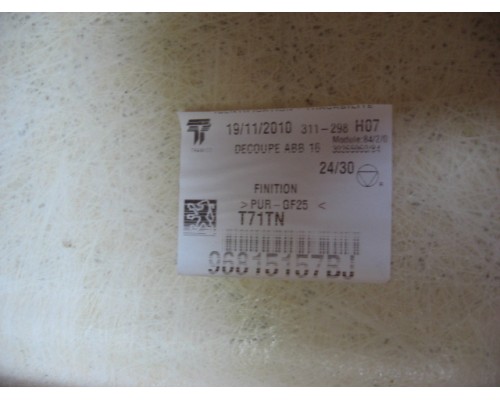 19/11/2010 311-298 H07
DECOUPE ABB 16
24/30
FINITION
>PUR-GF25 <
T71TN
96815157BJ